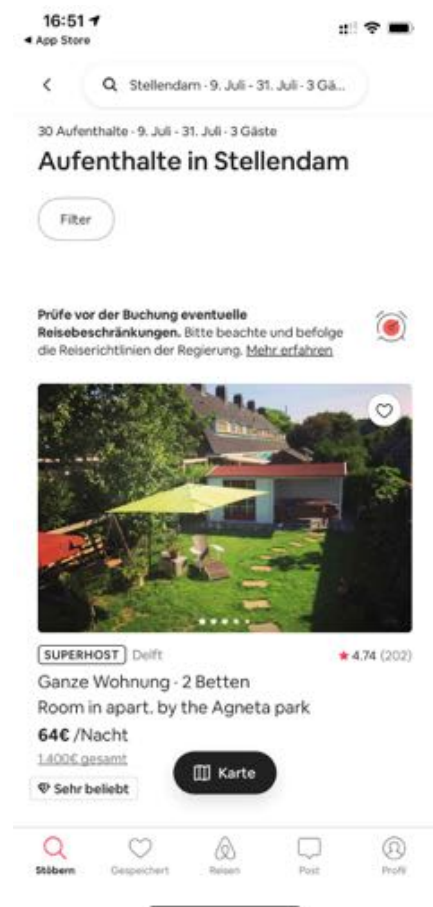 16:51
App Store
Stellendam · 9. Juli - 31. Juli · 3 Gä...
30 Aufenthalte · 9. Juli - 31. Juli · 3 Gäste
Aufenthalte in Stellendam
Filter
Prüfe vor der Buchung eventuelle
Reisebeschränkungen. Bitte beachte und befolge
die Reiserichtlinien der Regierung. Mehr erfahren
SUPERHOST Delft
4.74 (202)
Ganze Wohnung · 2 Betten
Room in apart. by the Agneta park
64€ /Nacht
1.400€ gesamt
Karte
Sehr beliebt
Stöbern
Gespeichert
Reisen
Post
Profil